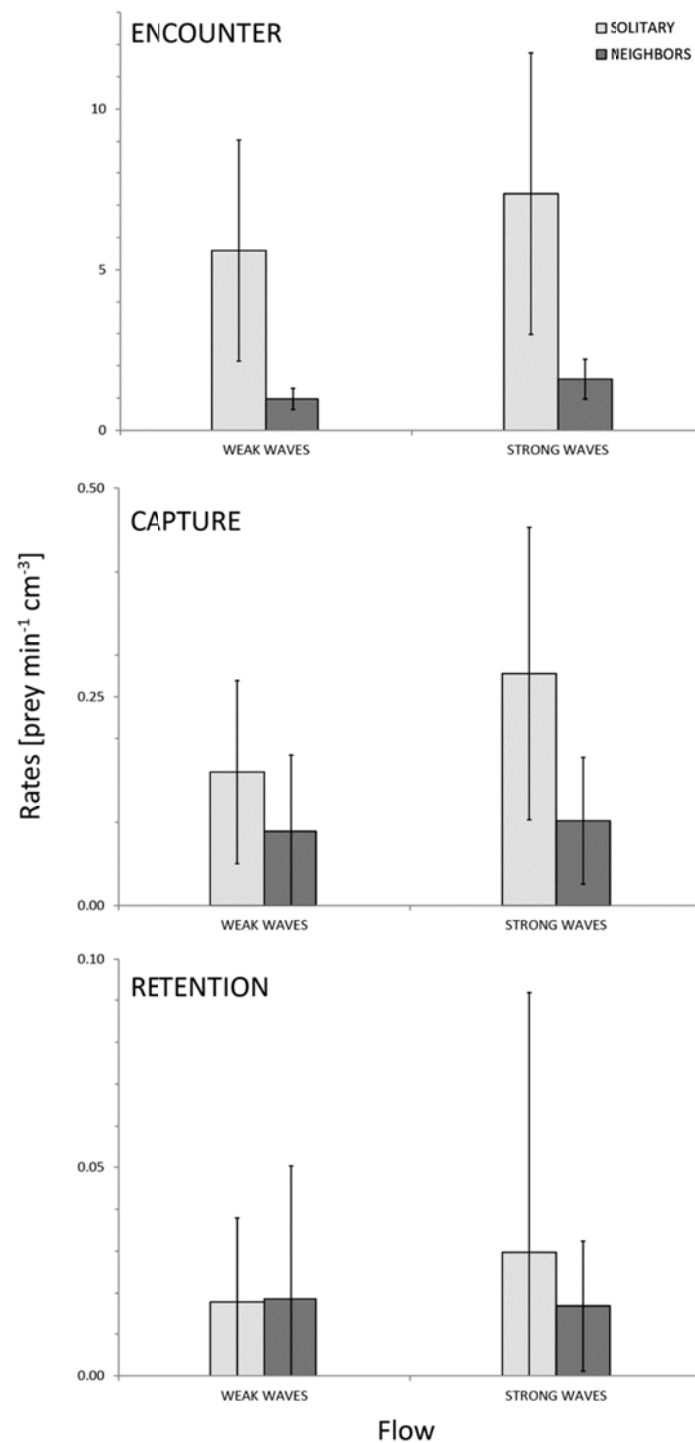 ENCOUNTER
SOLITARY
NEIGHBORS
10
5
0
WEAK WAVES STRONG WAVES
0.50
CAPTURE
0.25
0.00
WEAK WAVES STRONG WAVES
0.10
RETENTION
0.05
0.00
WEAK WAVES STRONG WAVES
Rates [prey min⁻¹ cm⁻³]
Flow